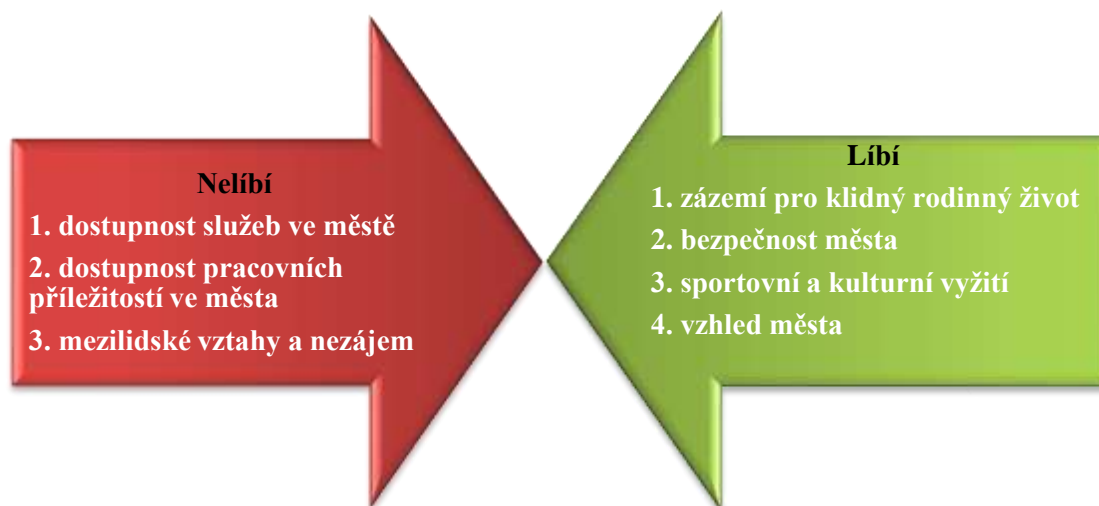 Nelíbí
1. dostupnost služeb ve městě
2. dostupnost pracovních
příležitostí ve města
3. mezilidské vztahy a nezájem
Líbí
1. zázemí pro klidný rodinný život
2. bezpečnost města
3. sportovní a kulturní vyžití
4. vzhled města